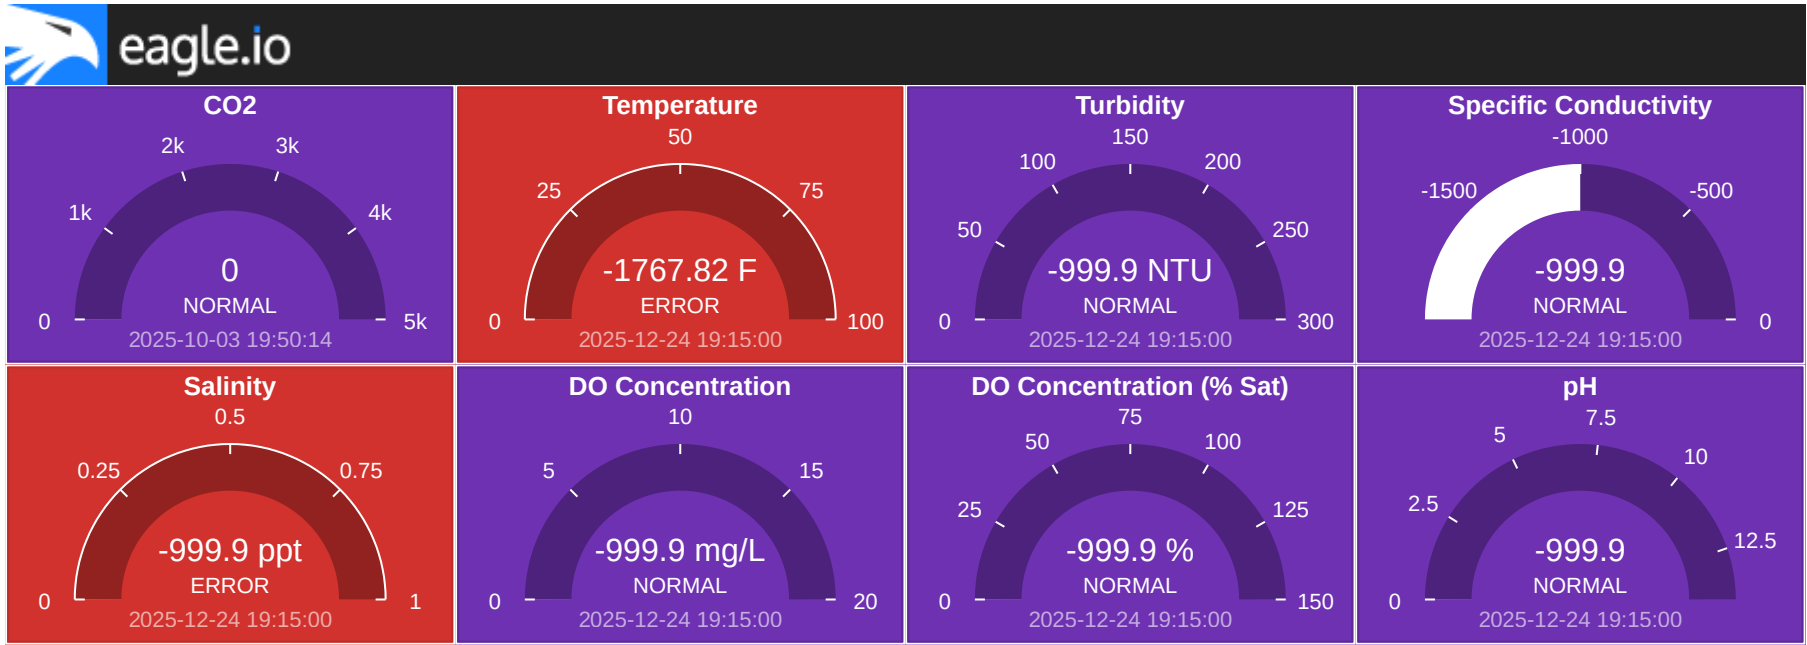 eagle.io
CO2
2k
3k
1k
4k
0
NORMAL
0
5k
2025-10-03 19:50:14
Temperature
50
25
75
-1767.82 F
ERROR
0
100
2025-12-24 19:15:00
Turbidity
150
100
200
50
250
-999.9 NTU
NORMAL
0
300
2025-12-24 19:15:00
Specific Conductivity
-1000
-1500
-500
-999.9
NORMAL
0
2025-12-24 19:15:00
Salinity
0.5
0.25
0.75
-999.9 ppt
ERROR
0
1
2025-12-24 19:15:00
DO Concentration
10
5
15
-999.9 mg/L
NORMAL
0
20
2025-12-24 19:15:00
DO Concentration (% Sat)
75
50
100
25
125
-999.9 %
NORMAL
0
150
2025-12-24 19:15:00
pH
7.5
5
10
2.5
12.5
-999.9
NORMAL
0
2025-12-24 19:15:00